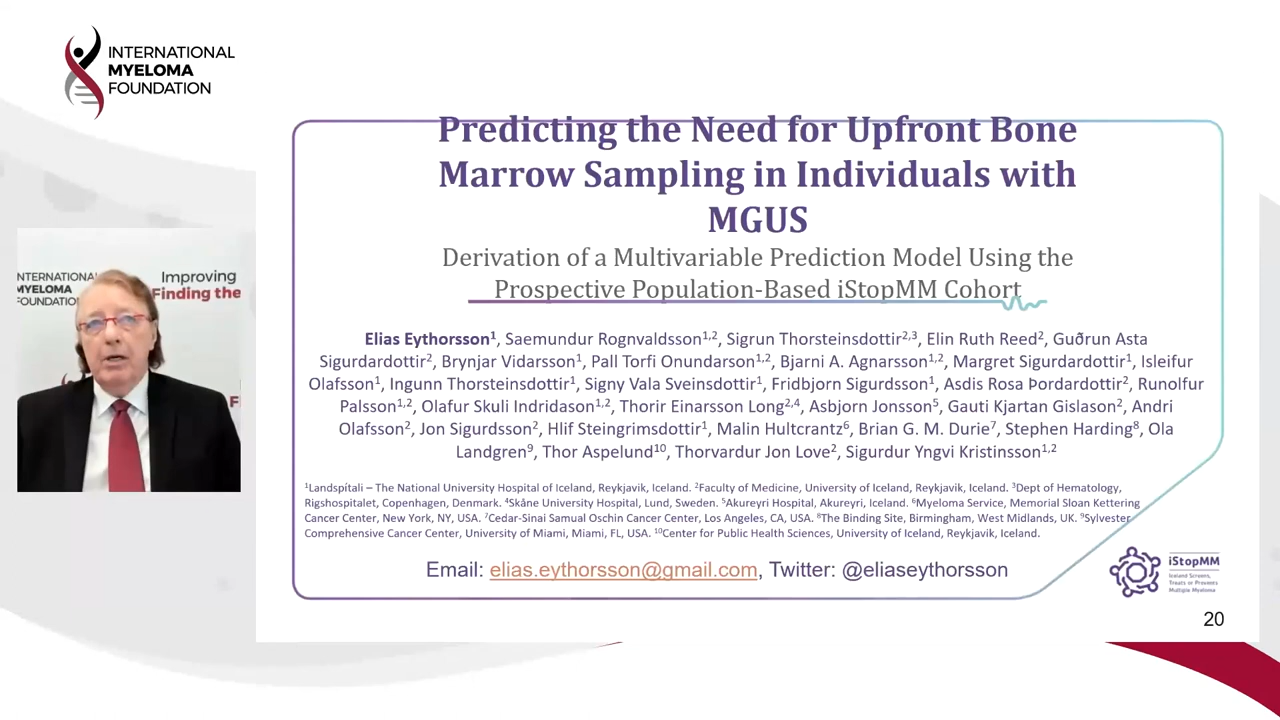 INTERNATIONAL
MYELOMA
FOUNDATION
Predicting the Need for Upfront Bone
Marrow Sampling in Individuals with
MGUS
Derivation of a Multivariable Prediction Model Using the
Prospective Population-Based iStopMM Cohort
Elias Eythorsson¹, Saemundur Rognvaldsson¹,², Sigrun Thorsteinsdottir²,³, Elin Ruth Reed², Guðrun Asta
Sigurdardottir², Brynjar Vidarsson¹, Pall Torfi Onundarson¹,², Bjarni A. Agnarsson¹,², Margret Sigurdardottir¹, Isleifur
Olafsson¹, Ingunn Thorsteinsdottir¹, Signy Vala Sveinsdottir¹, Fridbjorn Sigurdsson¹, Asdis Rosa Þordardottir², Runolfur
Palsson¹,², Olafur Skuli Indridason¹,², Thorir Einarsson Long²,⁴, Asbjorn Jonsson⁵, Gauti Kjartan Gislason², Andri
Olafsson², Jon Sigurdsson², Hlif Steingrimsdottir¹, Malin Hultcrantz⁶, Brian G. M. Durie⁷, Stephen Harding⁸, Ola
Landgren⁹, Thor Aspelund¹⁰, Thorvardur Jon Love², Sigurdur Yngvi Kristinsson¹,²
¹Landspítali – The National University Hospital of Iceland, Reykjavik, Iceland. ²Faculty of Medicine, University of Iceland, Reykjavik, Iceland. ³Dept of Hematology,
Rigshospitalet, Copenhagen, Denmark. ⁴Skåne University Hospital, Lund, Sweden. ⁵Akureyri Hospital, Akureyri, Iceland. ⁶Myeloma Service, Memorial Sloan Kettering
Cancer Center, New York, NY, USA. ⁷Cedar-Sinai Samual Oschin Cancer Center, Los Angeles, CA, USA. ⁸The Binding Site, Birmingham, West Midlands, UK. ⁹Sylvester
Comprehensive Cancer Center, University of Miami, Miami, FL, USA. ¹⁰Center for Public Health Sciences, University of Iceland, Reykjavik, Iceland.
Email: elias.eythorsson@gmail.com, Twitter: @eliaseythorsson
iStopMM
Iceland Screens,
Treats or Prevents
Multiple Myeloma
20
INTERNATIONAL
MYELOMA
FOUNDATION
Improving
Finding the